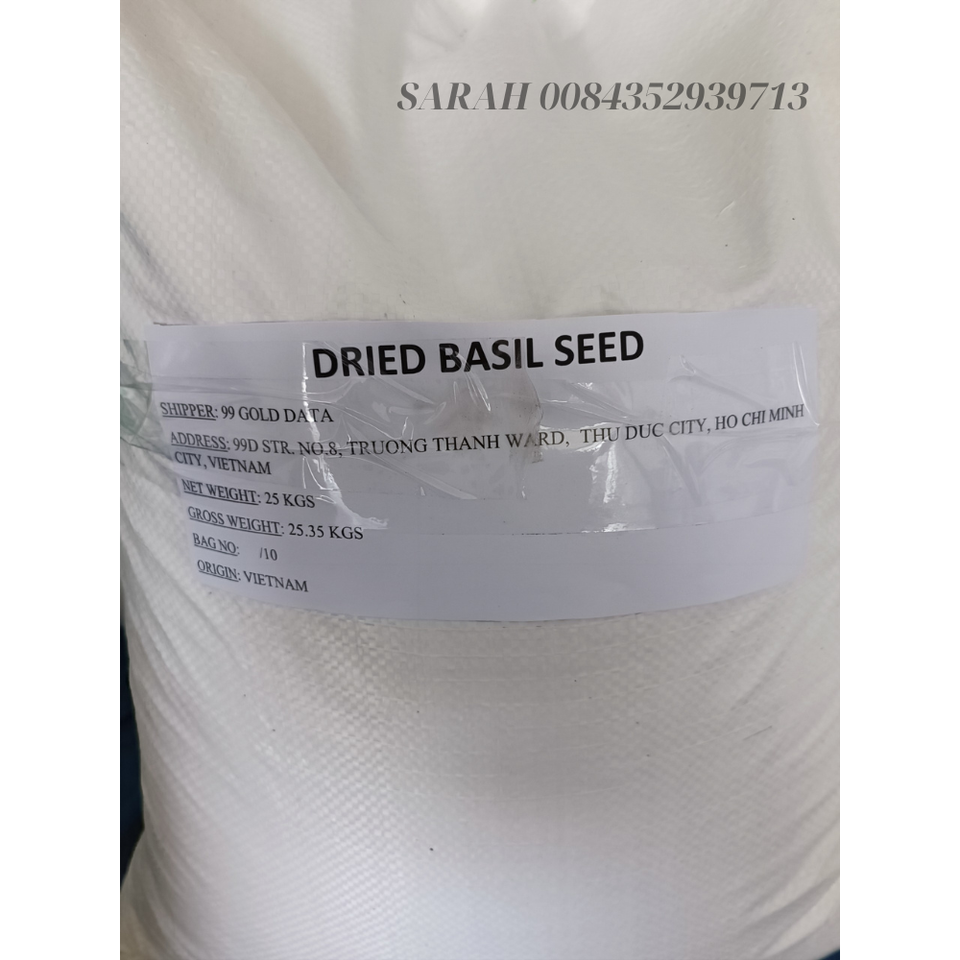 SARAH 0084352939713
DRIED BASIL SEED
SHIPPER: 99 GOLD DATA
ADDRESS: 99D STR. NO.8, TRUONG THANH WARD, THU DUC CITY, HO CHI MINH
CITY, VIETNAM
NET WEIGHT: 25 KGS
GROSS WEIGHT: 25.35 KGS
BAG NO: /10
ORIGIN: VIETNAM